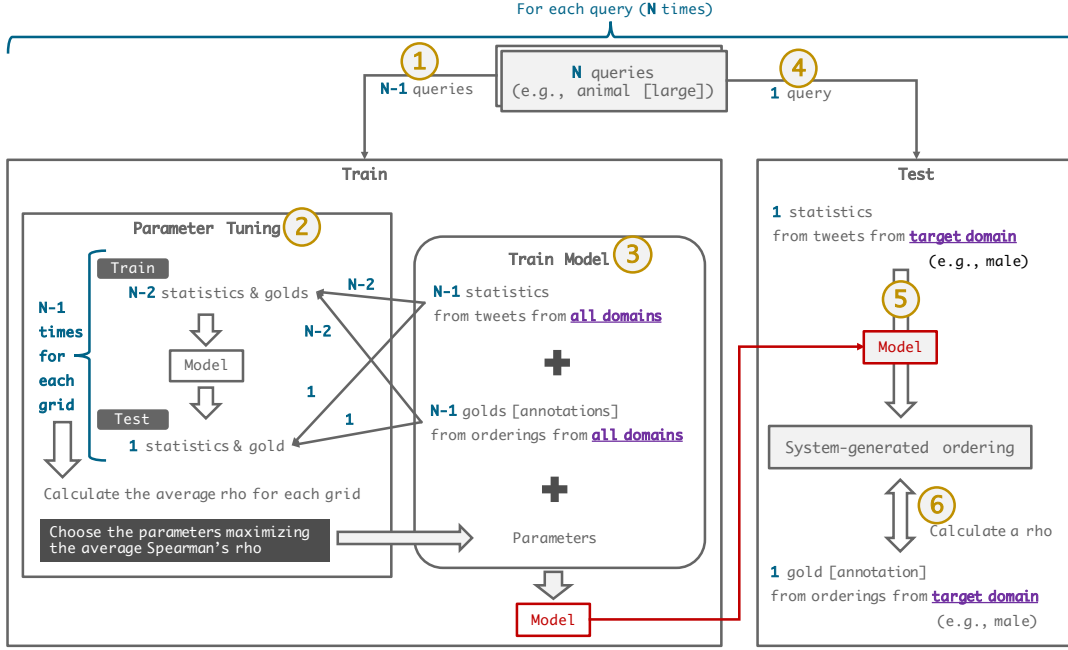 For each query (N times)
1
4
N queries
(e.g., animal [large])
N-1 queries
1 query
Train
Parameter Tuning
2
Train
N-2 statistics & golds
N-1
times
for
each
grid
Model
Test
1 statistics & gold
Calculate the average rho for each grid
Choose the parameters maximizing
the average Spearman's rho
N-2
N-2
1
1
3
Train Model
N-1 statistics
from tweets from all domains
N-1 golds [annotations]
from orderings from all domains
Parameters
Model
Test
1 statistics
from tweets from target domain
(e.g., male)
5
Model
System-generated ordering
6
Calculate a rho
1 gold [annotation]
from orderings from target domain
(e.g., male)